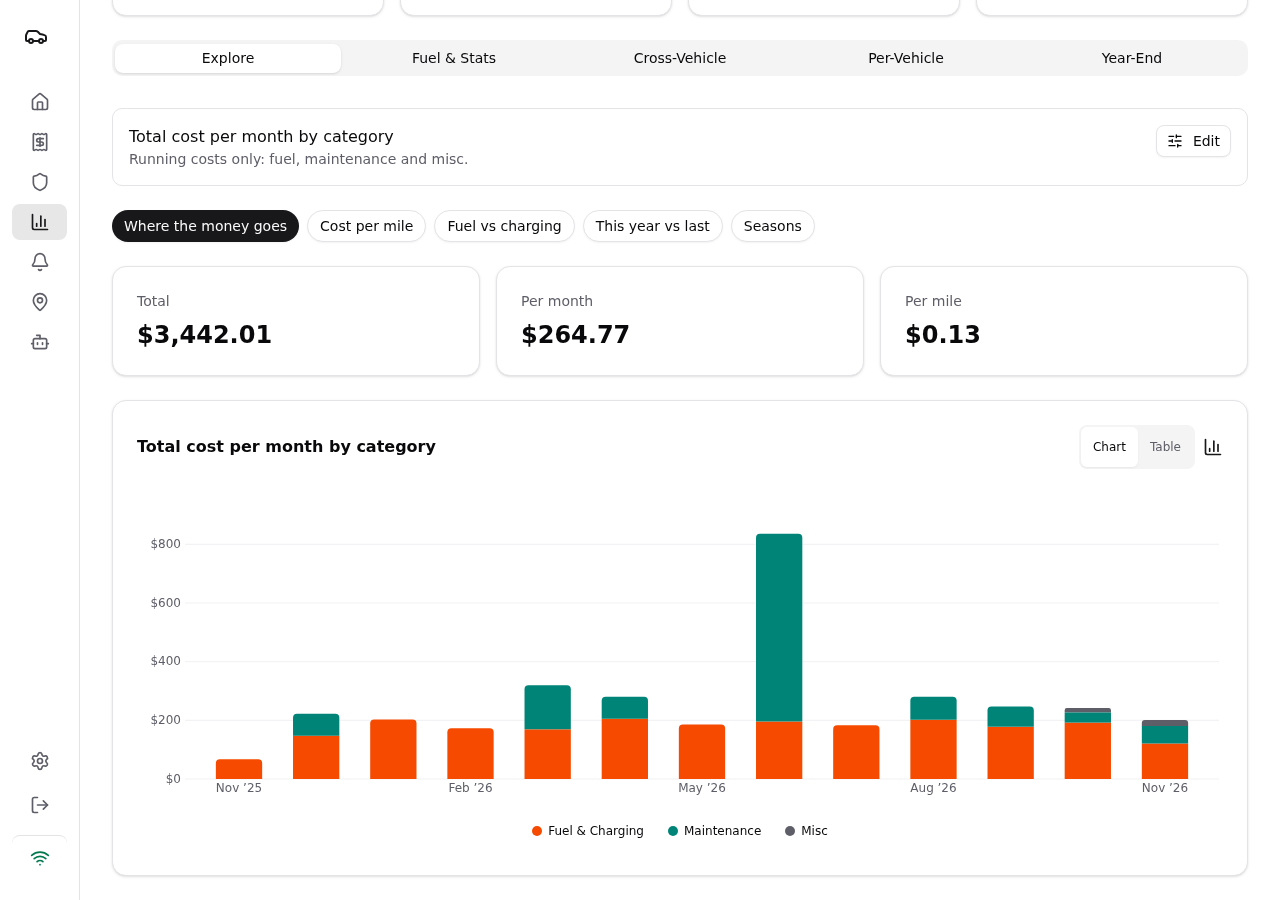 Explore Fuel & Stats Cross-Vehicle Per-Vehicle Year-End
Total cost per month by category
Running costs only: fuel, maintenance and misc.
Edit
Where the money goes Cost per mile Fuel vs charging This year vs last Seasons
Total
$3,442.01
Per month
$264.77
Per mile
$0.13
Total cost per month by category
Chart Table
$800
$600
$400
$200
$0
Nov ’25 Feb ’26 May ’26 Aug ’26 Nov ’26
Fuel & Charging Maintenance Misc